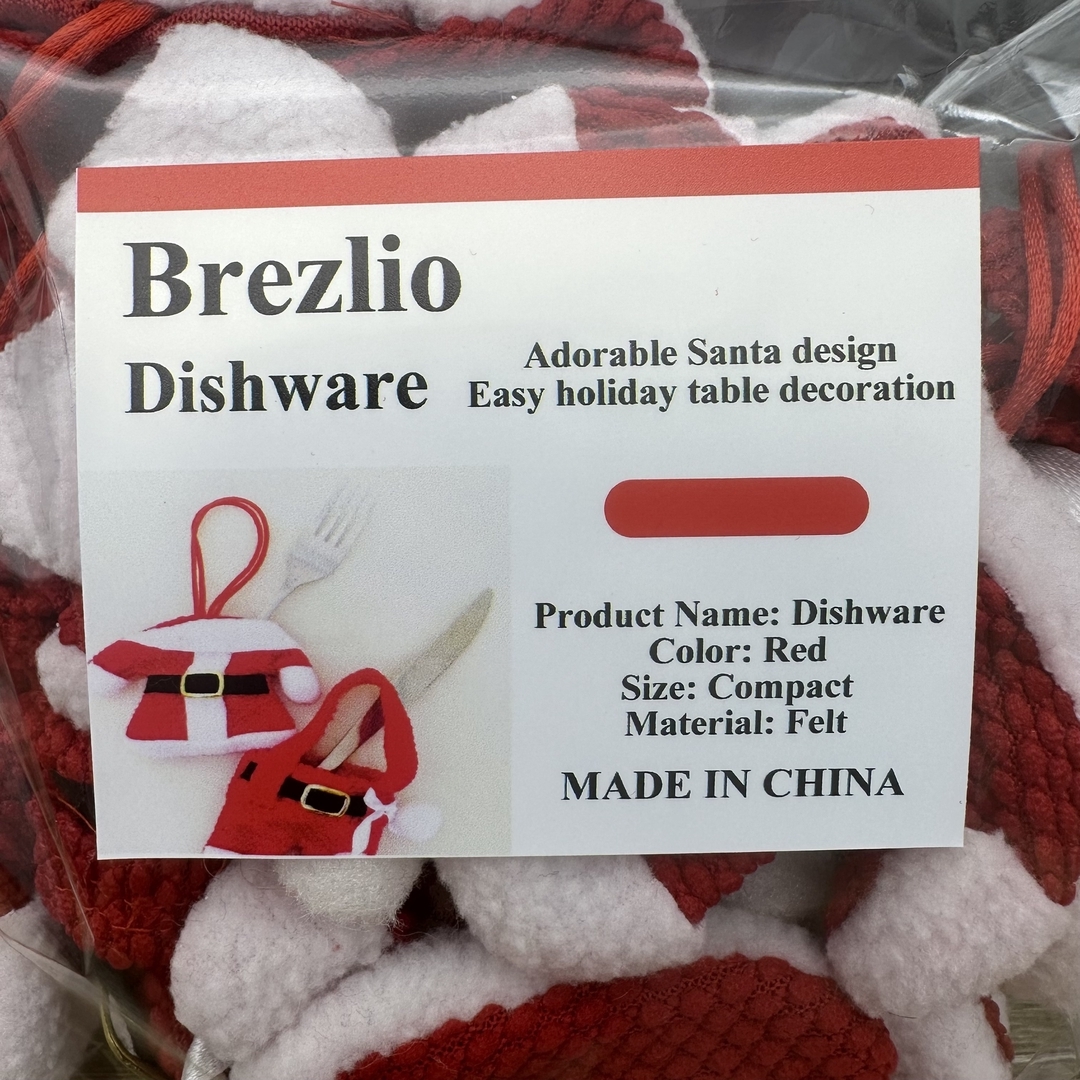 Brezlio
Dishware
Adorable Santa design
Easy holiday table decoration
Product Name: Dishware
Color: Red
Size: Compact
Material: Felt
MADE IN CHINA